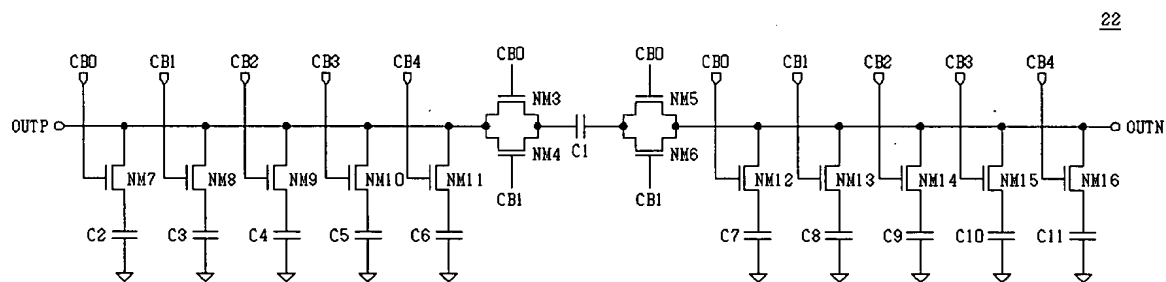 22
CB0 CB1 CB2 CB3 CB4 CB0 CB0 CB0 CB1 CB2 CB3 CB4
NM3 NM5
OUTP OUTN
C1
NM4 NM6
NM7 NM8 NM9 NM10 NM11 CB1 CB1 NM12 NM13 NM14 NM15 NM16
C2 C3 C4 C5 C6 C7 C8 C9 C10 C11